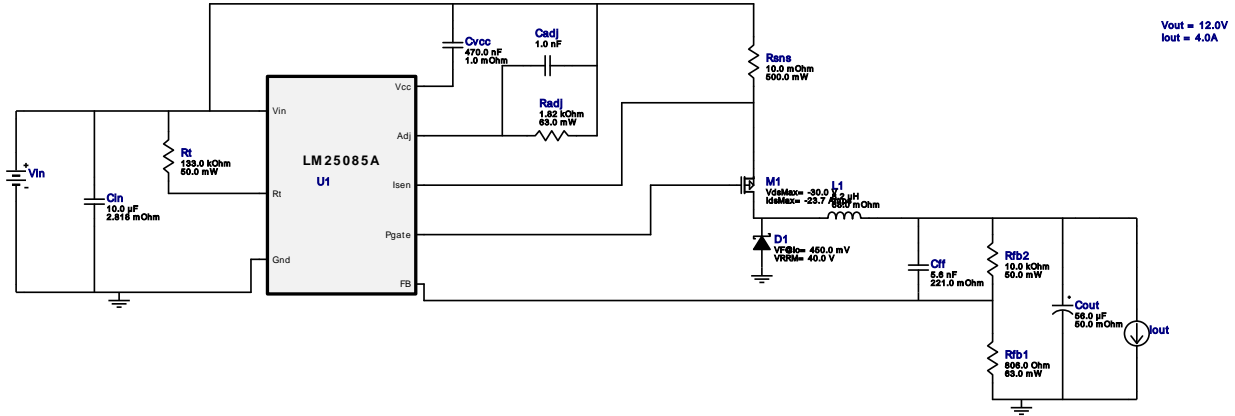 Vout = 12.0V
Iout = 4.0A
Cvcc
470.0 nF
1.0 mOhm
Cadj
1.0 nF
Rsns
10.0 mOhm
500.0 mW
Vcc
Radj
1.82 kOhm
63.0 mW
Vin
Adj
Rt
133.0 kOhm
50.0 mW
LM25085A
U1
Vin
+
-
Cin
10.0 µF
2.816 mOhm
Rt
Isen
M1
VdsMax= -30.0
IdsMax= -23.7
L1
µH
mOhm
Pgate
D1
450.0 mV
VRRM= 40.0 V
Gnd
FB
Cff
5.6 nF
221.0 mOhm
Rfb2
10.0 kOhm
50.0 mW
Cout
56.0 µF
50.0 mOhm
Iout
Rfb1
806.0 Ohm
63.0 mW